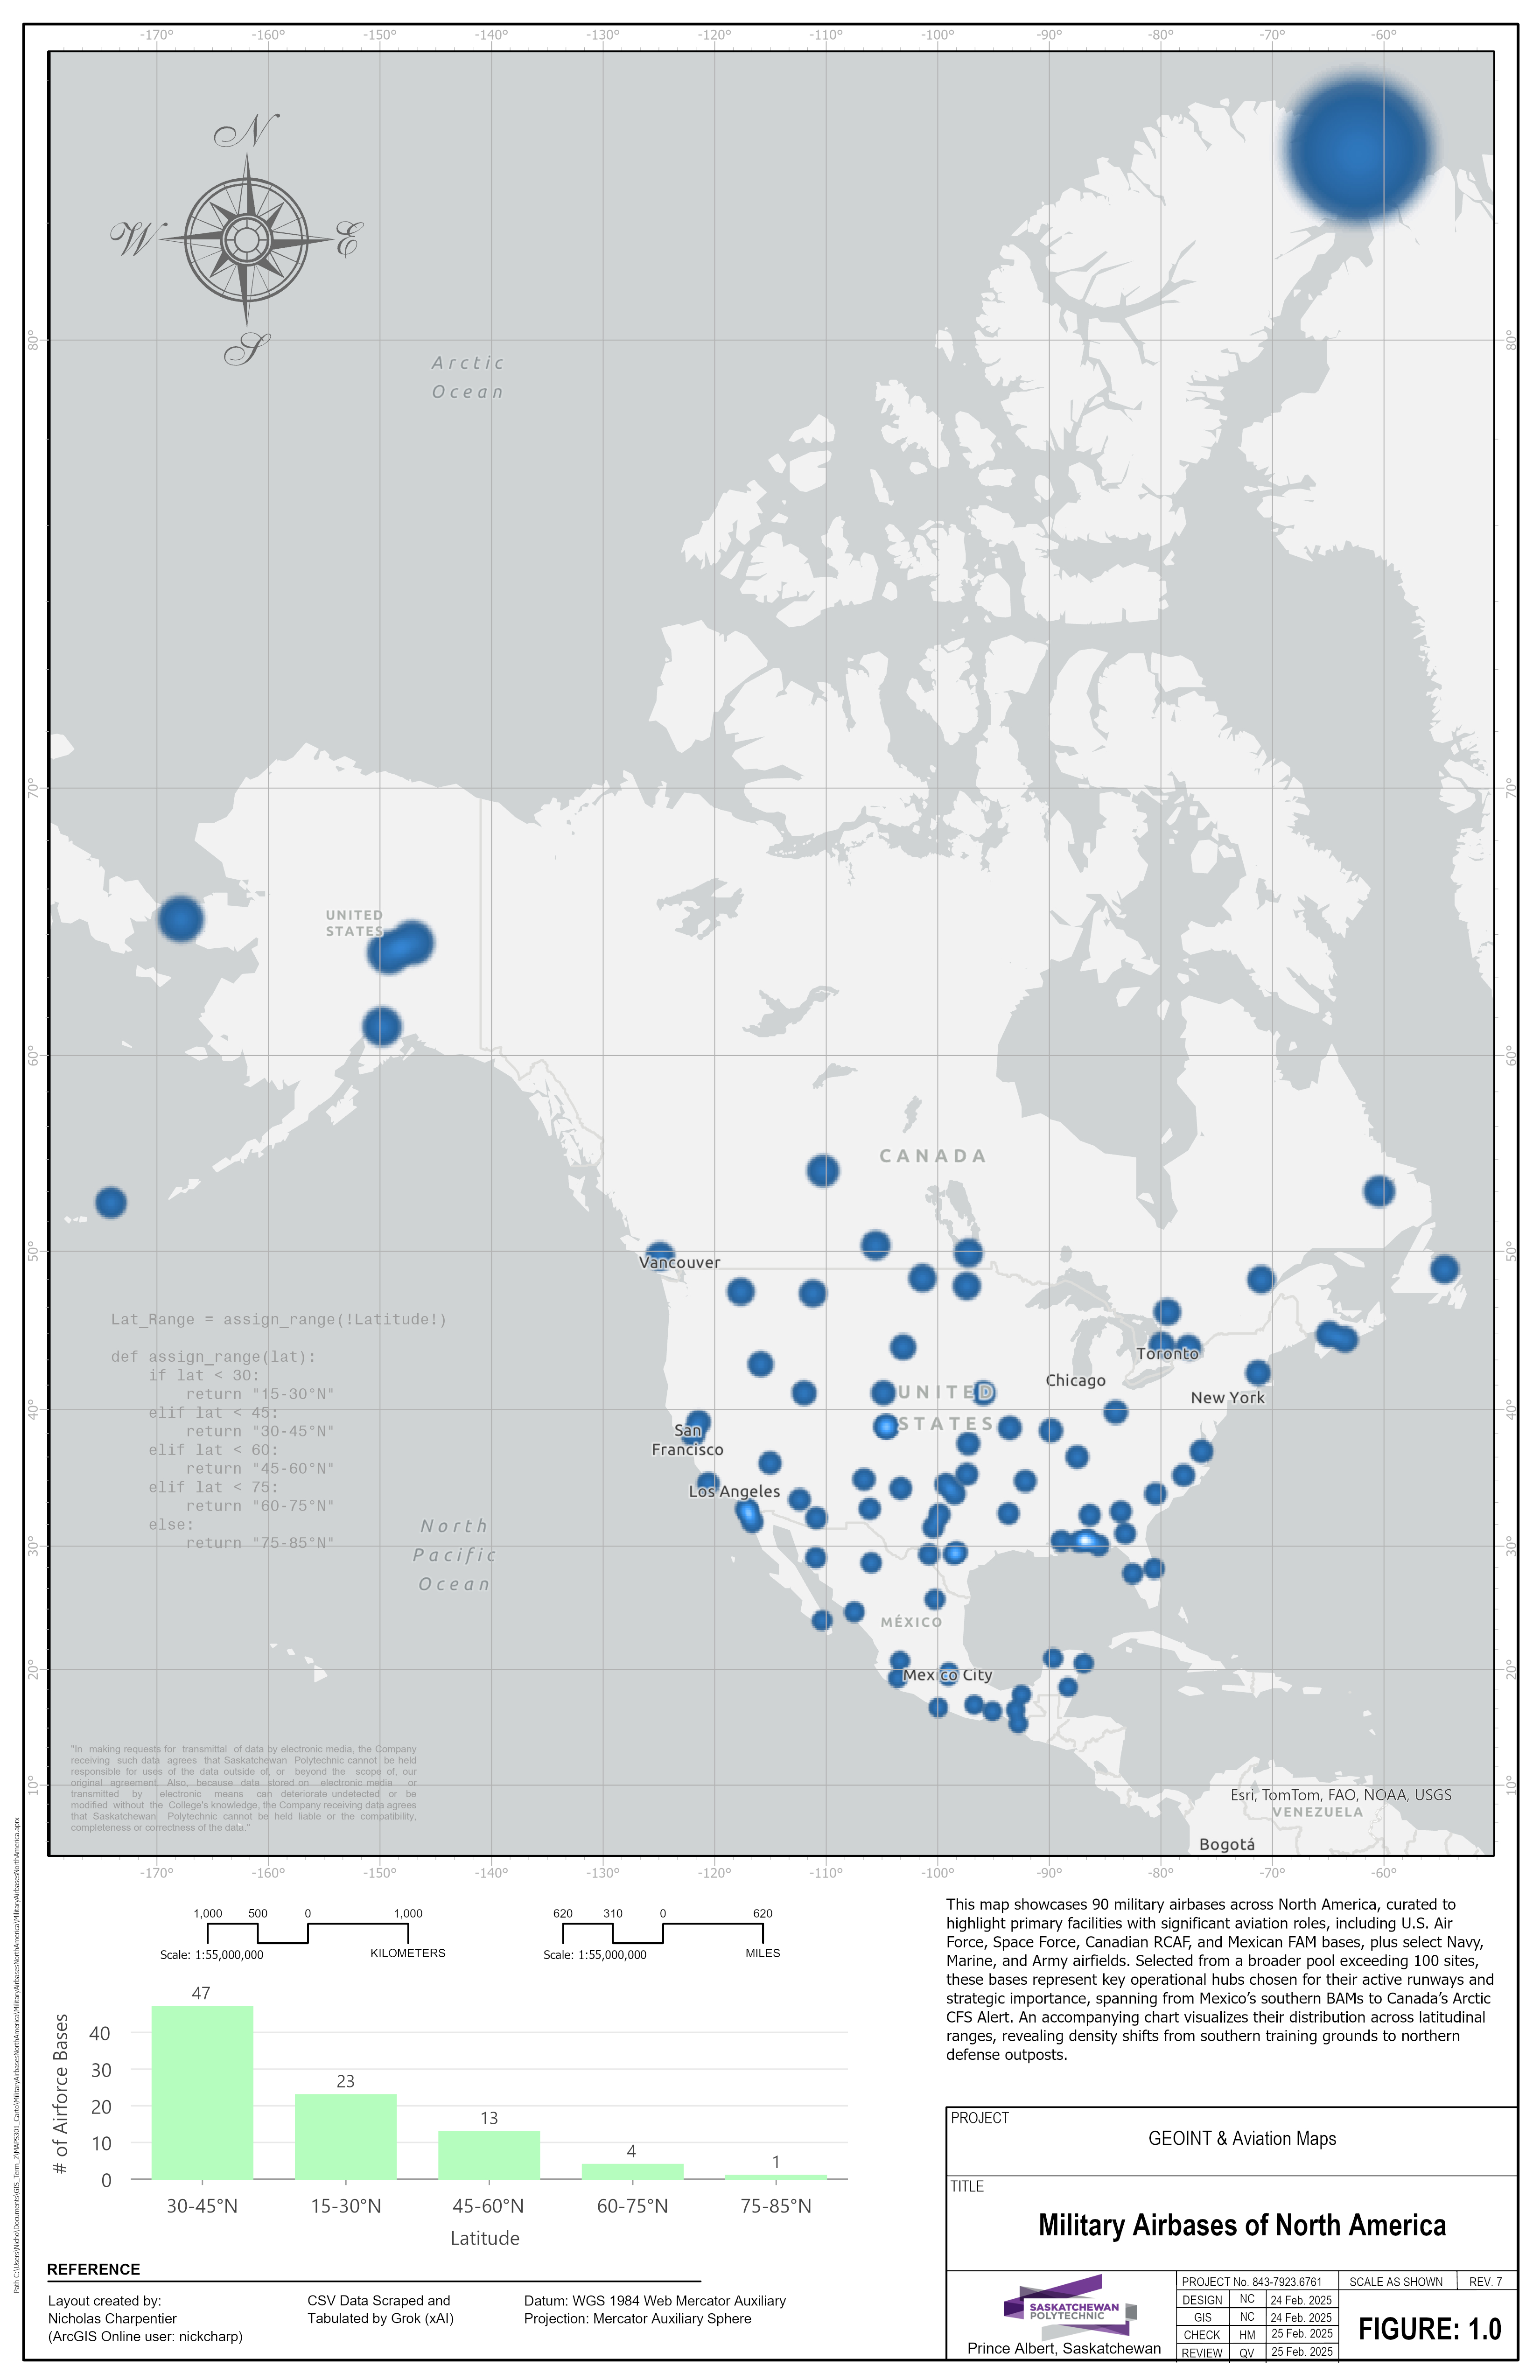 -170° -160° -150° -140° -130° -120° -110° -100° -90° -80° -70° -60°
N
W E
S
80° 80°
Arctic
Ocean
70° 70°
UNITED
STATES
60° 60°
CANADA
50° 50°
Vancouver
Lat_Range = assign_range(!Latitude!)
def assign_range(lat):
if lat < 30:
return "15-30°N"
elif lat < 45:
return "30-45°N"
elif lat < 60:
return "45-60°N"
elif lat < 75:
return "60-75°N"
else:
return "75-85°N"
Toronto
Chicago
New York
UNITED
STATES
40° 40°
San
Francisco
Los Angeles
North
Pacific
Ocean
30° 30°
MÉXICO
20° 20°
Mexico City
"In making requests for transmittal of data by electronic media, the Company
receiving such data agrees that Saskatchewan Polytechnic cannot be held
responsible for uses of the data outside of, or beyond the scope of, our
original agreement. Also, because data stored on electronic media or
transmitted by electronic means can deteriorate undetected or be
modified without the College's knowledge, the Company receiving data agrees
that Saskatchewan Polytechnic cannot be held liable or the compatibility,
completeness or correctness of the data."
10° 10°
Esri, TomTom, FAO, NOAA, USGS
VENEZUELA
Bogotá
-170° -160° -150° -140° -130° -120° -110° -100° -90° -80° -70° -60°
Path C:\Users\Nicho\Documents\GIS_Term_2\MAPS301_Carto\MilitaryAirbasesNorthAmerica\MilitaryAirbasesNorthAmerica.aprx
1,000 500 0 1,000
Scale: 1:55,000,000 KILOMETERS
620 310 0 620
Scale: 1:55,000,000 MILES
This map showcases 90 military airbases across North America, curated to
highlight primary facilities with significant aviation roles, including U.S. Air
Force, Space Force, Canadian RCAF, and Mexican FAM bases, plus select Navy,
Marine, and Army airfields. Selected from a broader pool exceeding 100 sites,
these bases represent key operational hubs chosen for their active runways and
strategic importance, spanning from Mexico's southern BAMs to Canada's Arctic
CFS Alert. An accompanying chart visualizes their distribution across latitudinal
ranges, revealing density shifts from southern training grounds to northern
defense outposts.
# of Airforce Bases
40
30
20
10
0
47
23
13
4
1
30-45°N 15-30°N 45-60°N 60-75°N 75-85°N
Latitude
REFERENCE
Layout created by:
Nicholas Charpentier
(ArcGIS Online user: nickcharp)
CSV Data Scraped and
Tabulated by Grok (xAI)
Datum: WGS 1984 Web Mercator Auxiliary
Projection: Mercator Auxiliary Sphere
PROJECT
GEOINT & Aviation Maps
TITLE
Military Airbases of North America
SASKATCHEWAN
POLYTECHNIC
Prince Albert, Saskatchewan
PROJECT No. 843-7923.6761 SCALE AS SHOWN REV. 7
DESIGN NC 24 Feb. 2025
GIS NC 24 Feb. 2025
CHECK HM 25 Feb. 2025
REVIEW QV 25 Feb. 2025
FIGURE: 1.0